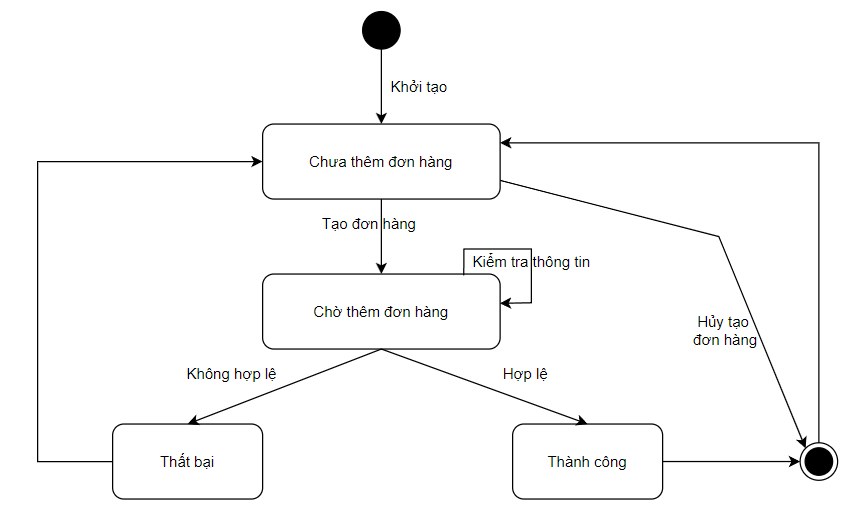 Khởi tạo
Chưa thêm đơn hàng
Tạo đơn hàng
Kiểm tra thông tin
Chờ thêm đơn hàng
Hủy tạo
đơn hàng
Không hợp lệ
Hợp lệ
Thất bại
Thành công